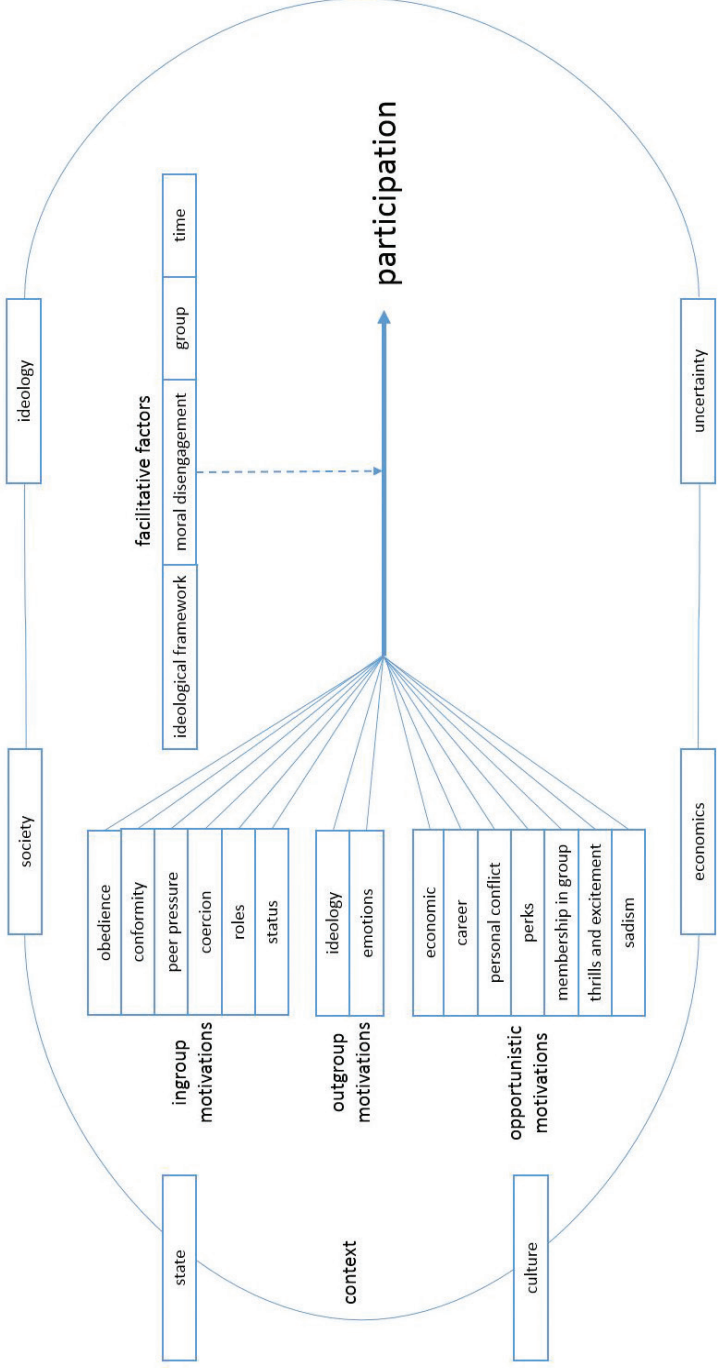 society
ideology
state
context
culture
economics
uncertainty
ingroup
motivations
obedience
conformity
peer pressure
coercion
roles
status
outgroup
motivations
ideology
emotions
opportunistic
motivations
economic
career
personal conflict
perks
membership in group
thrills and excitement
sadism
facilitative factors
ideological framework
moral disengagement
group
time
participation